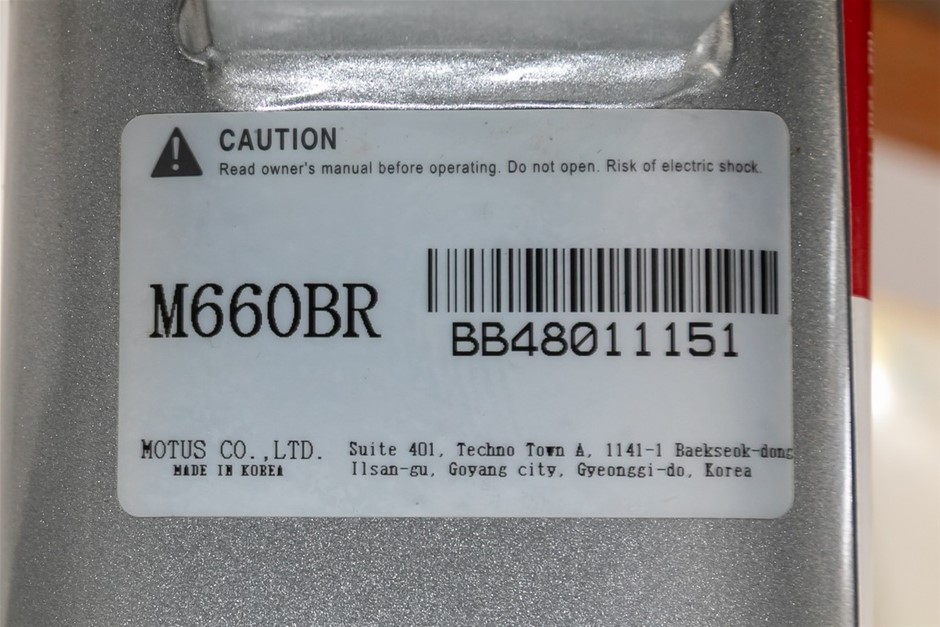 CAUTION
Read owner's manual before operating. Do not open. Risk of electric shock.
M660BR
BB48011151
MOTUS CO.,LTD.
MADE IN KOREA
Suite 401, Techno Town A, 1141-1 Baekseok-dong
Ilsan-gu, Goyang city, Gyeonggi-do, Korea